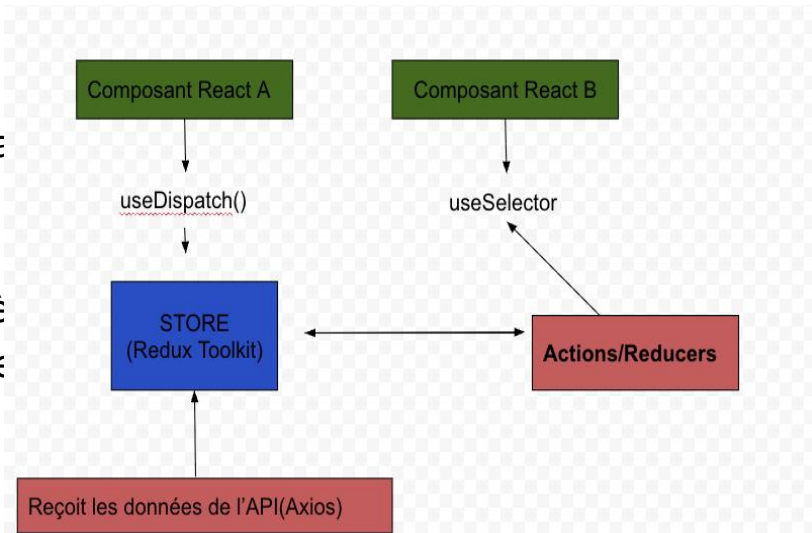 Composant React A
Composant React B
useDispatch()
useSelector
STORE
(Redux Toolkit)
Actions/Reducers
Reçoit les données de l'API(Axios)